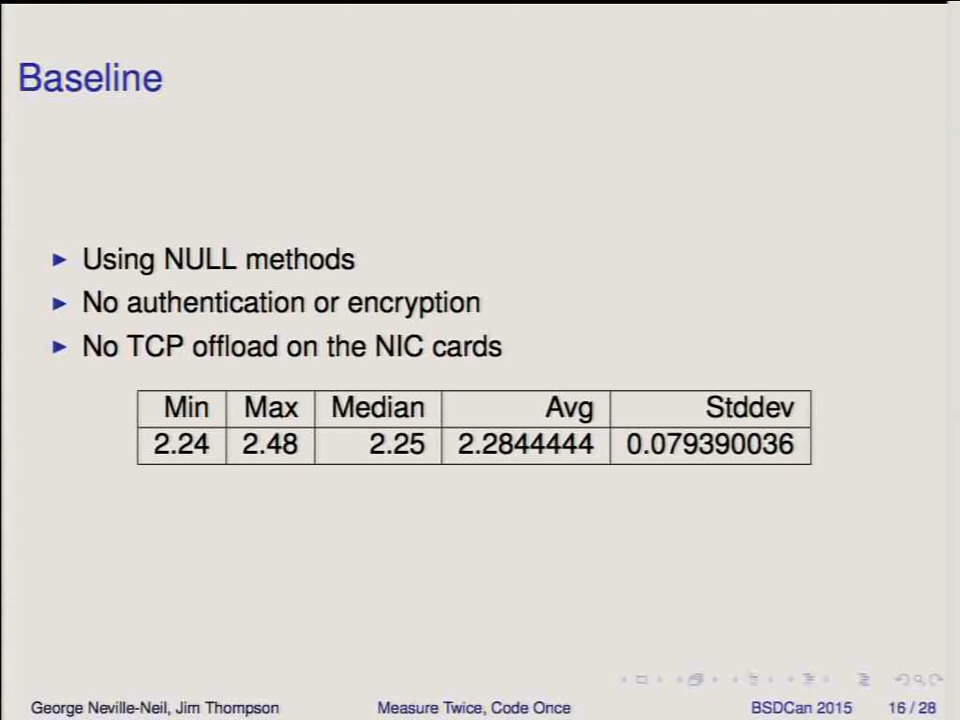 Baseline
Using NULL methods
No authentication or encryption
No TCP offload on the NIC cards
Min Max Median Avg Stddev
2.24 2.48 2.25 2.2844444 0.079390036
George Neville-Neil, Jim Thompson Measure Twice, Code Once BSDCan 2015 16 / 28